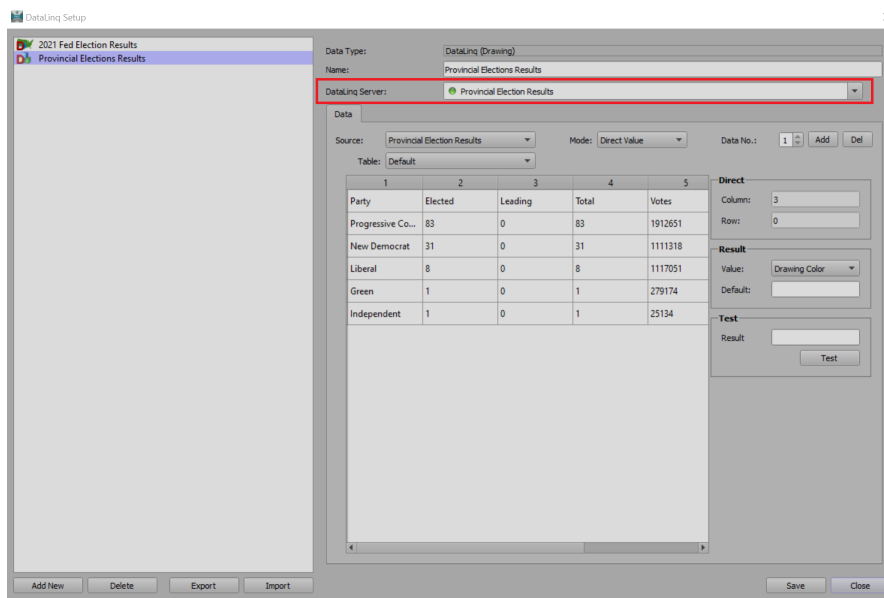 DataLinq Setup
2021 Fed Election Results
Provincial Elections Results
Data Type: DataLinq (Drawing)
Name: Provincial Elections Results
DataLinq Server: Provincial Election Results
Data
Source: Provincial Election Results Mode: Direct Value Data No.: 1 Add Del
Table: Default
1 2 3 4 5
Party Elected Leading Total Votes
Progressive Co... 83 0 83 1912651
New Democrat 31 0 31 1111318
Liberal 8 0 8 1117051
Green 1 0 1 279174
Independent 1 0 1 25134
Direct
Column: 3
Row: 0
Result
Value: Drawing Color
Default:
Test
Result
Test
Add New Delete Export Import Save Close